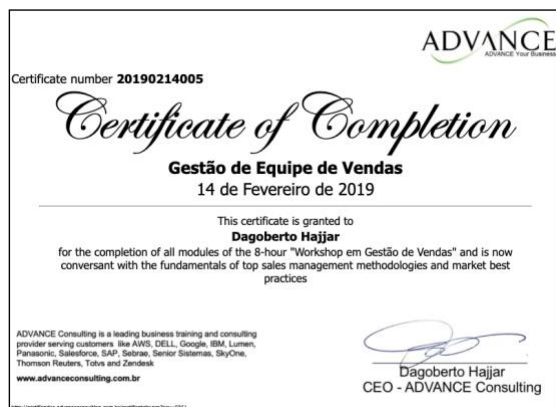 ADVANCE
ADVANCE Your Business
Certificate number 20190214005
Certificate of Completion
Gestão de Equipe de Vendas
14 de Fevereiro de 2019
This certificate is granted to
Dagoberto Hajjar
for the completion of all modules of the 8-hour "Workshop em Gestão de Vendas" and is now
conversant with the fundamentals of top sales management methodologies and market best
practices
ADVANCE Consulting is a leading business training and consulting
provider serving customers like AWS, DELL, Google, IBM, Lumen,
Panasonic, Salesforce, SAP, Sebrae, Senior Sistemas, SkyOne,
Thomson Reuters, Totvs and Zendesk
www.advanceconsulting.com.br
Dagoberto Hajjar
CEO - ADVANCE Consulting